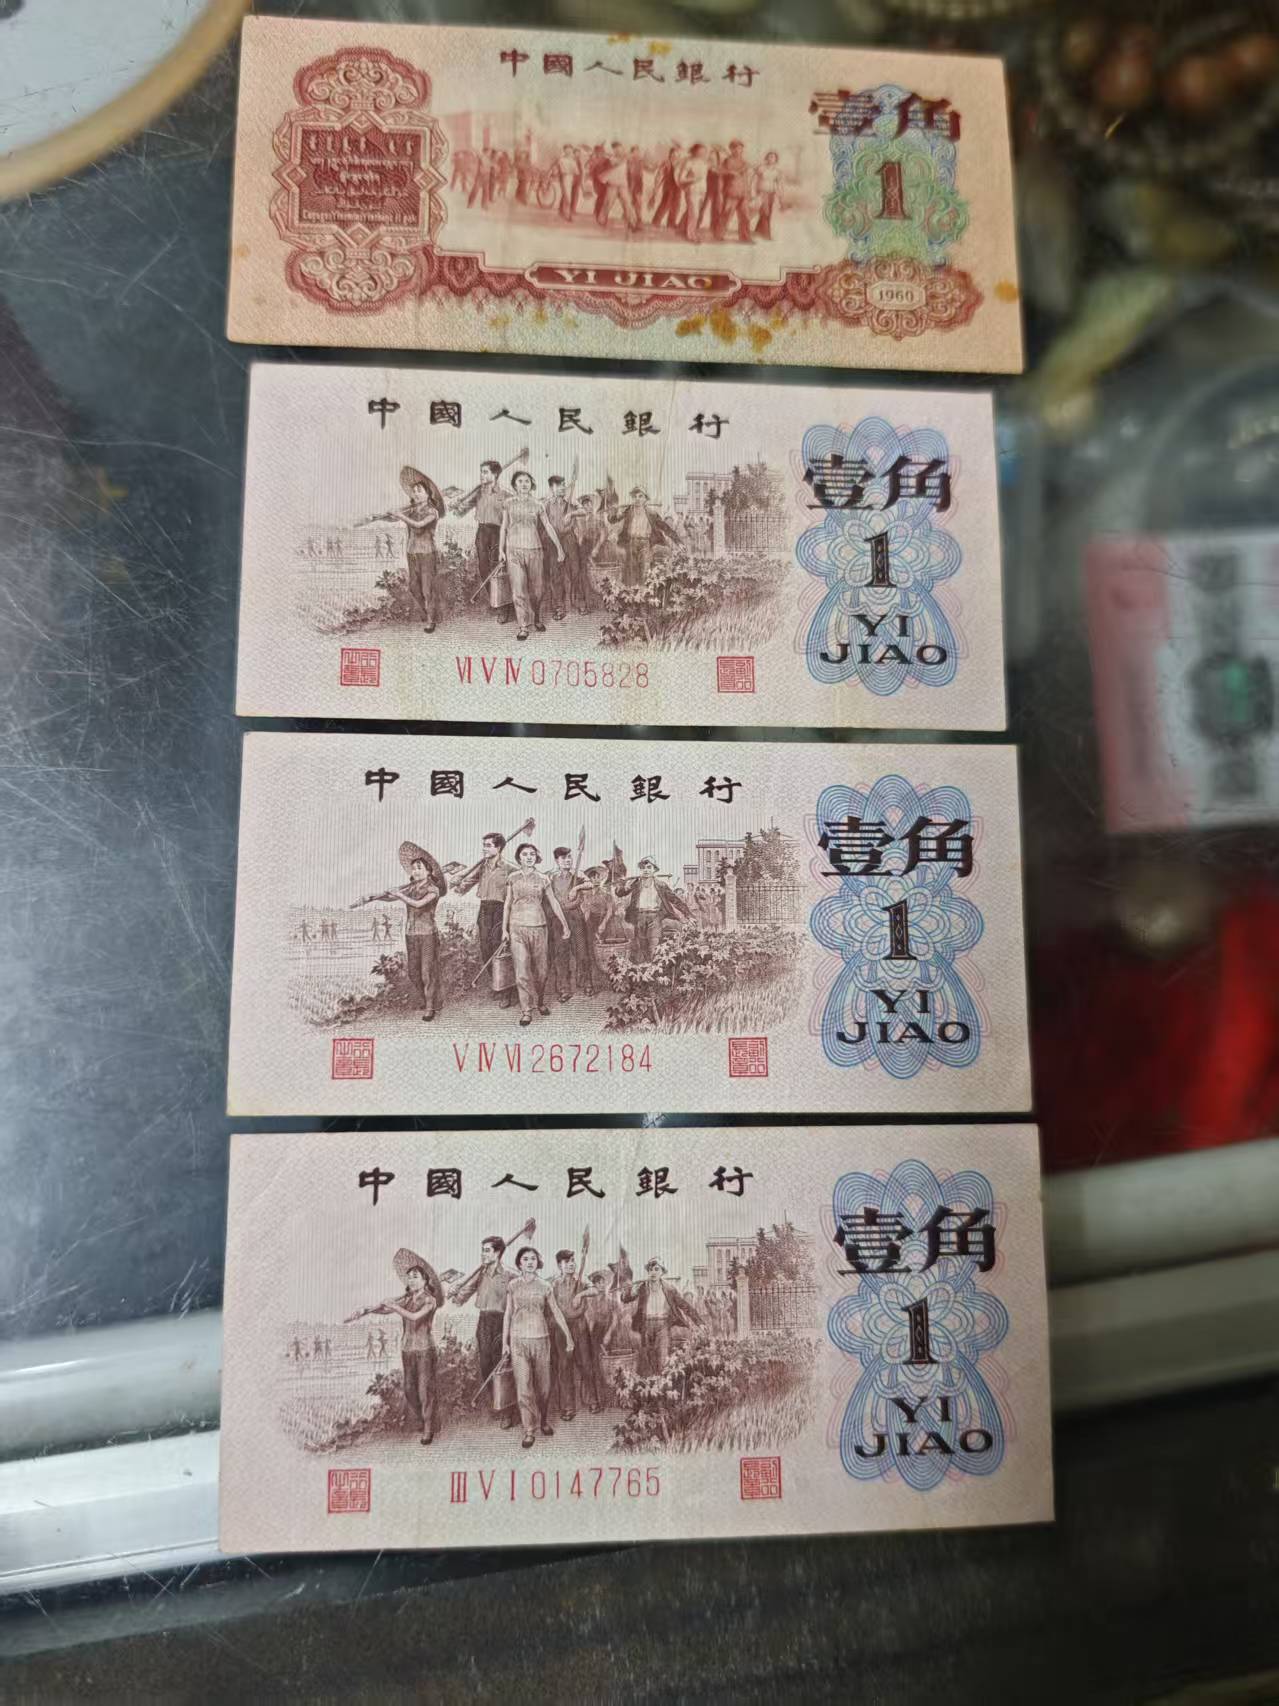 中國人民銀行
壹角
1
YI JIAO
1960
中國人民銀行
壹角
1
YI
JIAO
Ⅵ Ⅴ Ⅳ 0705828
中國人民銀行
壹角
1
YI
JIAO
Ⅴ Ⅳ Ⅵ 2672184
中國人民銀行
壹角
1
YI
JIAO
Ⅲ Ⅴ Ⅰ 0147765